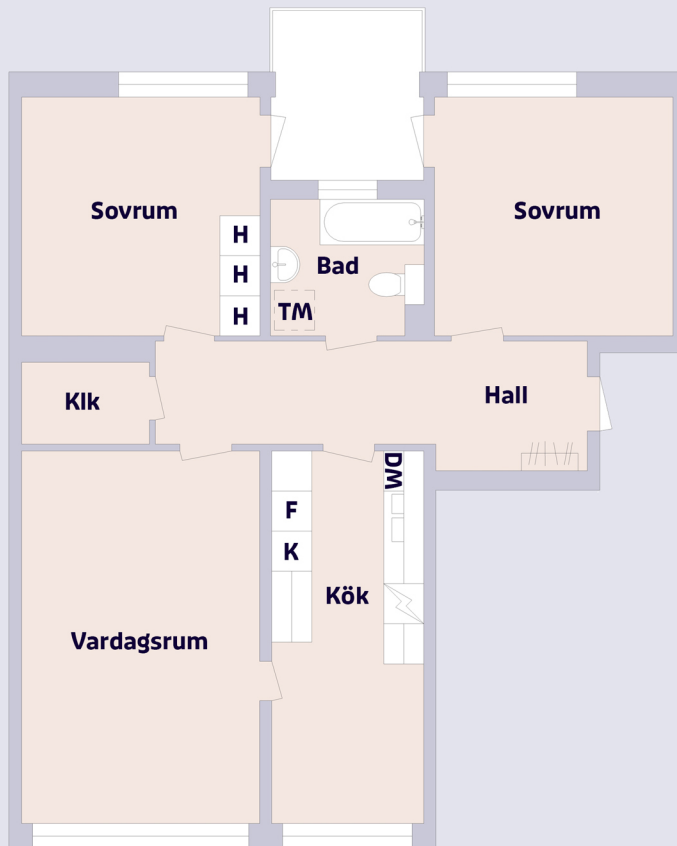 Sovrum
Sovrum
H
H
H
Bad
TM
Klk
Hall
DM
F
K
Kök
Vardagsrum